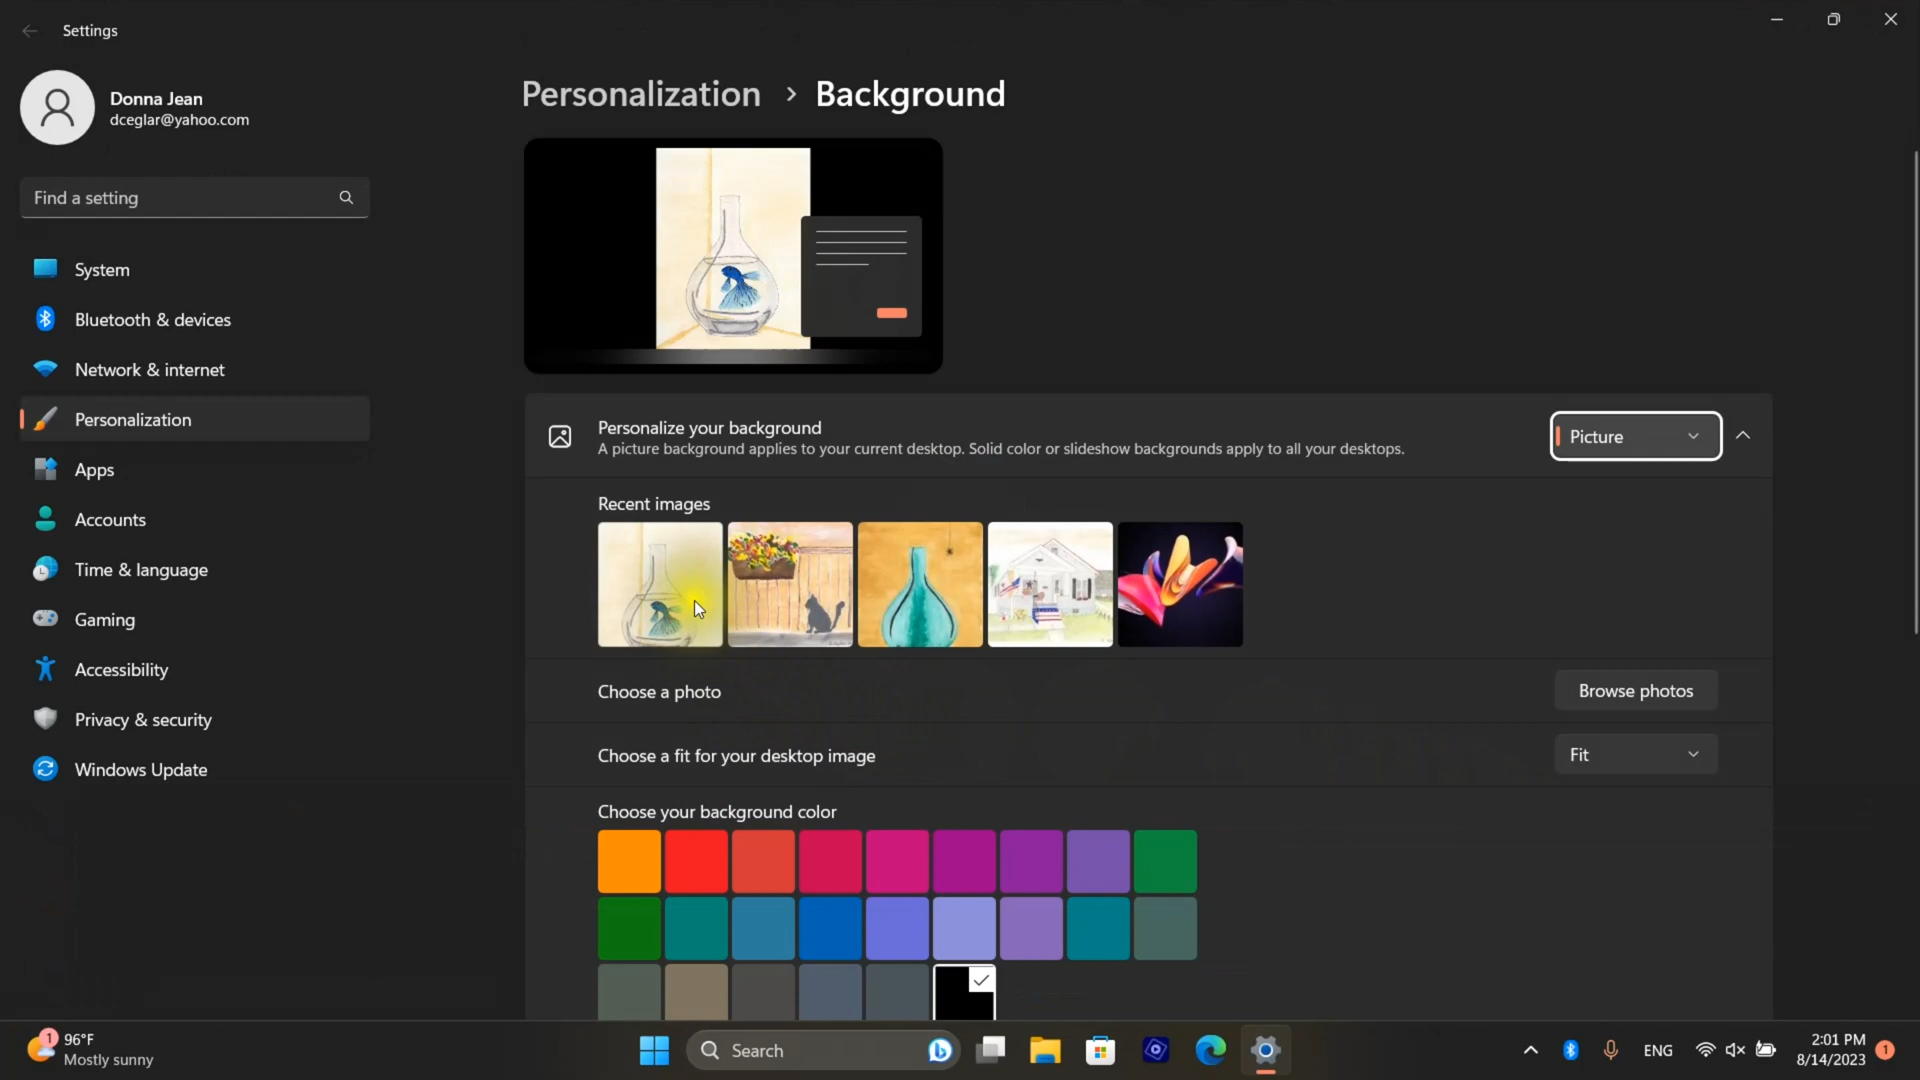 Settings
Donna Jean
dceglar@yahoo.com
Find a setting
System
Bluetooth & devices
Network & internet
Personalization
Apps
Accounts
Time & language
Gaming
Accessibility
Privacy & security
Windows Update
Personalization > Background
Personalize your background
A picture background applies to your current desktop. Solid color or slideshow backgrounds apply to all your desktops.
Picture
Recent images
Choose a photo
Browse photos
Choose a fit for your desktop image
Fit
Choose your background color
1
96°F
Mostly sunny
Search
ENG
2:01 PM
8/14/2023
1